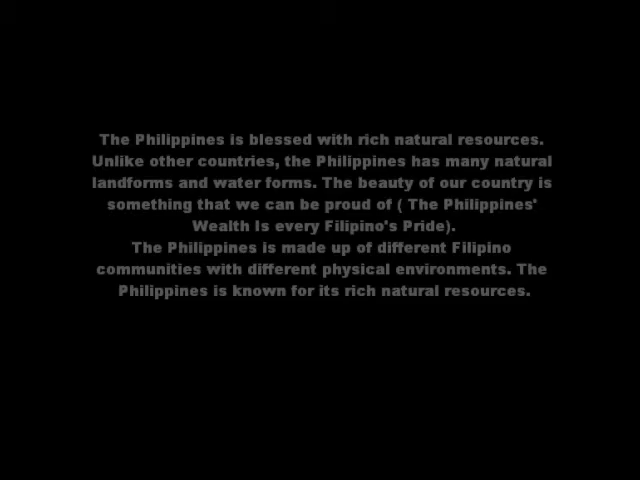 The Philippines is blessed with rich natural resources.
Unlike other countries, the Philippines has many natural
landforms and water forms. The beauty of our country is
something that we can be proud of ( The Philippines'
Wealth Is every Filipino's Pride).
The Philippines is made up of different Filipino
communities with different physical environments. The
Philippines is known for its rich natural resources.